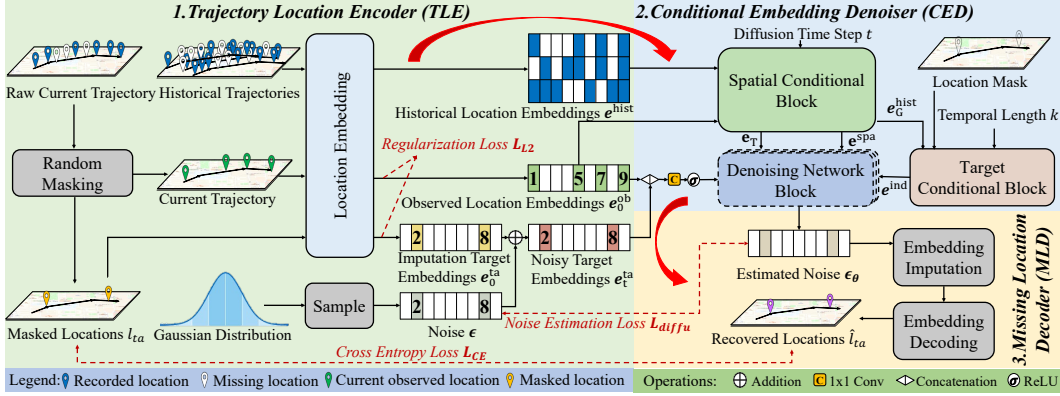 1.Trajectory Location Encoder (TLE)
2.Conditional Embedding Denoiser (CED)
Raw Current Trajectory
Historical Trajectories
Random
Masking
Current Trajectory
Masked Locations l_ta
Gaussian Distribution
Location Embedding
Sample
Historical Location Embeddings e^hist
Regularization Loss L_L2
1 5 7 9
Observed Location Embeddings e_0^ob
2 8
Imputation Target
Embeddings e_0^ta
2 8
Noisy Target
Embeddings e_t^ta
2 8
Noise ϵ
Noise Estimation Loss L_diffu
Cross Entropy Loss L_CE
C
σ
Diffusion Time Step t
Spatial Conditional
Block
e_T
e^spa
e_G^hist
Location Mask
Temporal Length k
Denoising Network
Block
e^ind
Target
Conditional Block
Estimated Noise ϵ_θ
Embedding
Imputation
Embedding
Decoding
Recovered Locations l̂_ta
3.Missing Location
Decoder (MLD)
Legend: Recorded location Missing location Current observed location Masked location
Operations: Addition C 1x1 Conv Concatenation σ ReLU